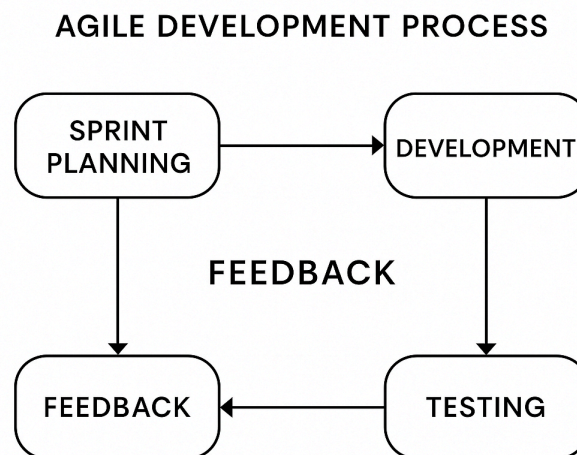 AGILE DEVELOPMENT PROCESS
SPRINT
PLANNING
DEVELOPMENT
FEEDBACK
FEEDBACK
TESTING